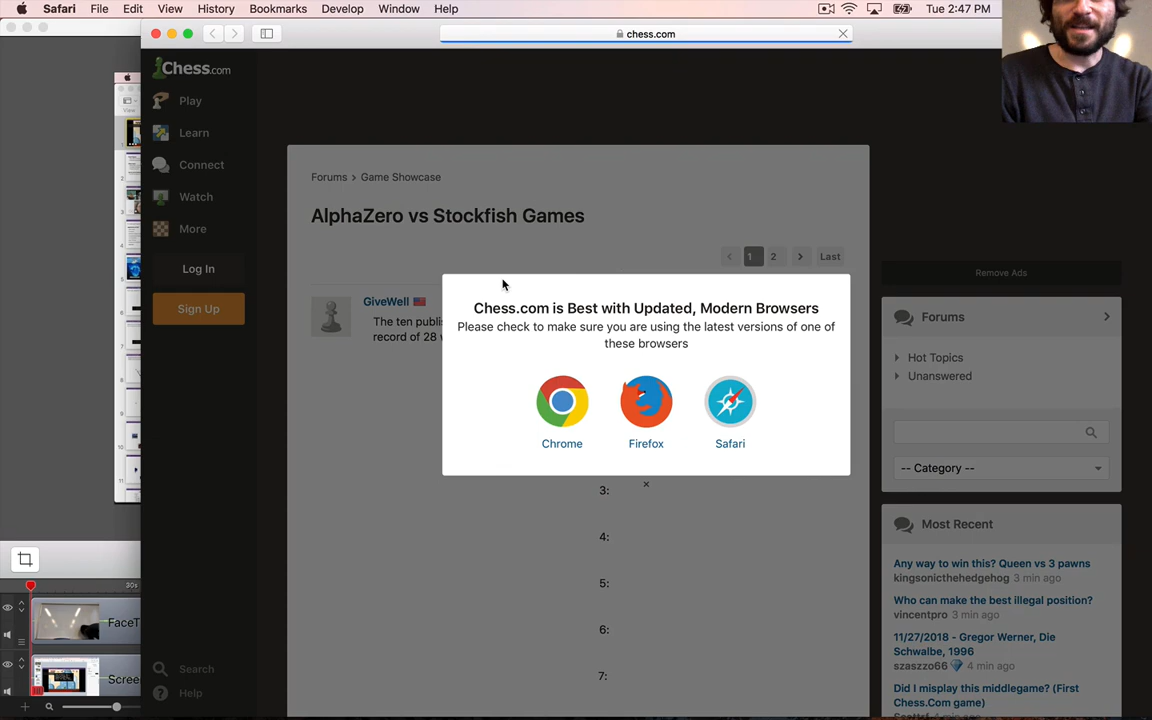 Safari File Edit View History Bookmarks Develop Window Help Tue 2:47 PM
chess.com
Chess.com
Play
Learn
Connect
Watch
More
Log In
Sign Up
Search
Help
Forums > Game Showcase
AlphaZero vs Stockfish Games
< 1 2 > Last
GiveWell
The ten publi
record of 28 w
Chess.com is Best with Updated, Modern Browsers
Please check to make sure you are using the latest versions of one of
these browsers
Chrome Firefox Safari
×
3:
4:
5:
6:
7:
Remove Ads
Forums
Hot Topics
Unanswered
-- Category --
Most Recent
Any way to win this? Queen vs 3 pawns
kingsonicthehedgehog 3 min ago
Who can make the best illegal position?
vincentpro 3 min ago
11/27/2018 - Gregor Werner, Die
Schwalbe, 1996
szaszzo66 4 min ago
Did I misplay this middlegame? (First
Chess.Com game)
30s
FaceT
Scree